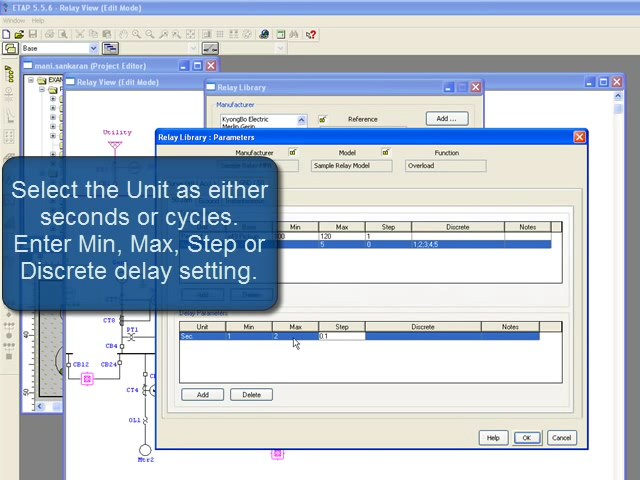 ETAP 5.5.6 - Relay View (Edit Mode)
Window Help
Base
mani.sankaran (Project Editor)
Relay View (Edit Mode)
Relay Library
EXAN
Manufacturer
KyongBo Electric
Merlin Gerin
Reference
Add ...
Utility
Relay Library : Parameters
Manufacturer Model Function
Sample Relay Model Overload
Select the Unit as either
seconds or cycles.
Enter Min, Max, Step or
Discrete delay setting.
Min Max Step Discrete Notes
120 1
5 0 1;2;3;4;5
Delay Parameters
Unit Min Max Step Discrete Notes
Sec. 1 2 0.1
Add Delete
Help OK Cancel
CT8
PT1
CB4
CB12 CB24
CT4
OL1
Mtr2